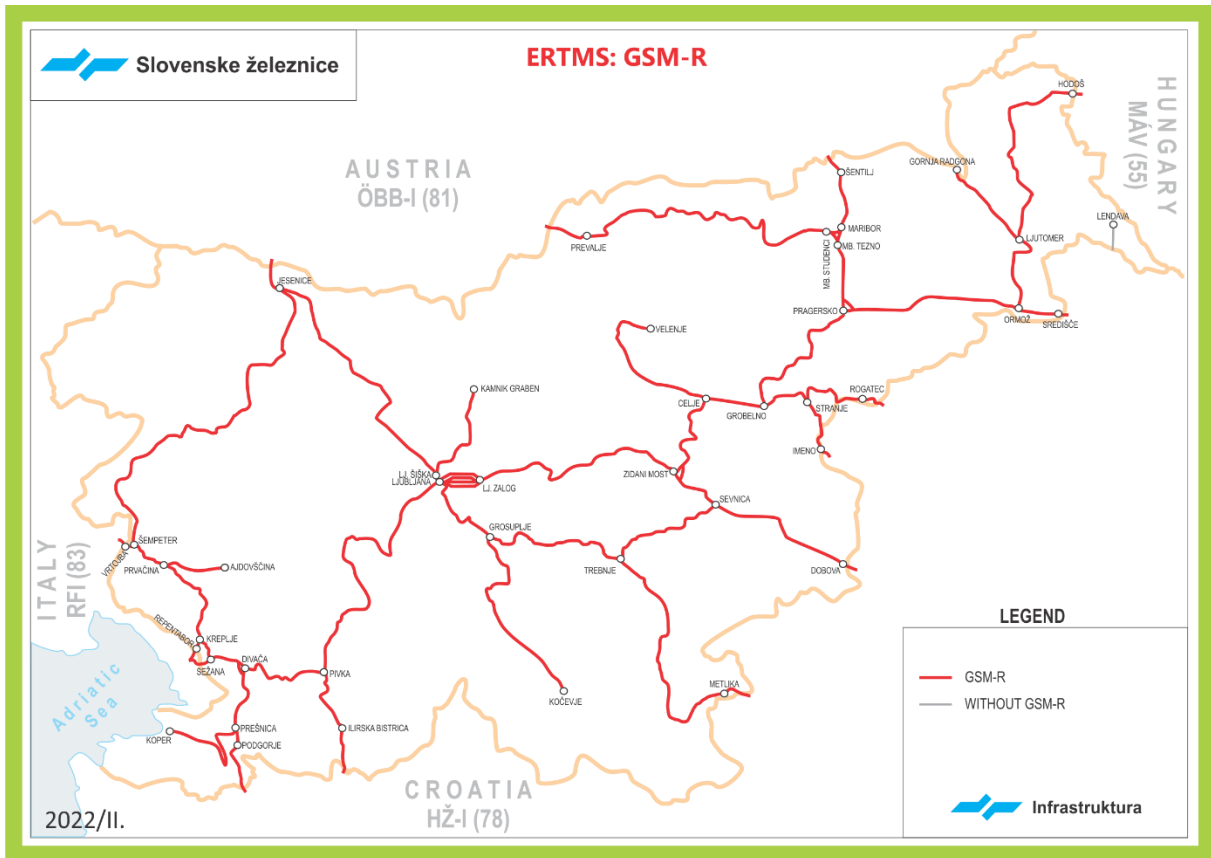 Slovenske železnice
ERTMS: GSM-R
HUNGARY
MÁV (55)
AUSTRIA
ÖBB-I (81)
HODOŠ
GORNJA RADGONA
ŠENTILJ
LENDAVA
MARIBOR
MB. TEZNO
MB. STUDENCI
LJUTOMER
PREVALJE
JESENICE
PRAGERSKO
ORMOŽ
SREDIŠČE
VELENJE
KAMNIK GRABEN
CELJE
GROBELNO
ROGATEC
STRANJE
IMENO
LJ. ŠIŠKA
LJUBLJANA
LJ. ZALOG
ZIDANI MOST
SEVNICA
GROSUPLJE
ŠEMPETER
VRTOJBA
PRVAČINA
AJDOVŠČINA
TREBNJE
DOBOVA
ITALY
RFI (83)
REPENTABOR
KREPLJE
SEŽANA
DIVAČA
PIVKA
KOČEVJE
METLIKA
Adriatic
Sea
KOPER
PREŠNICA
PODGORJE
ILIRSKA BISTRICA
CROATIA
HŽ-I (78)
LEGEND
GSM-R
WITHOUT GSM-R
Infrastruktura
2022/II.